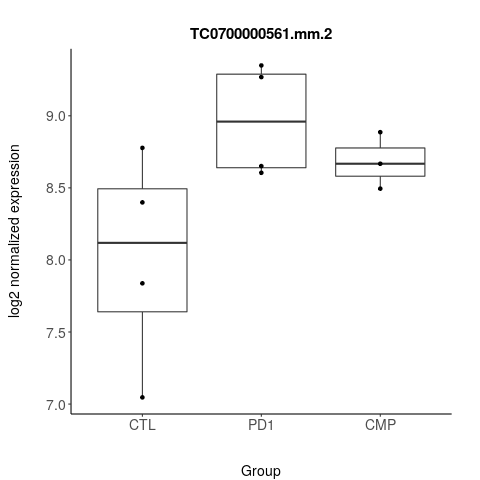 TC0700000561.mm.2
log2 normalized expression
9.0
8.5
8.0
7.5
7.0
CTL PD1 CMP
Group